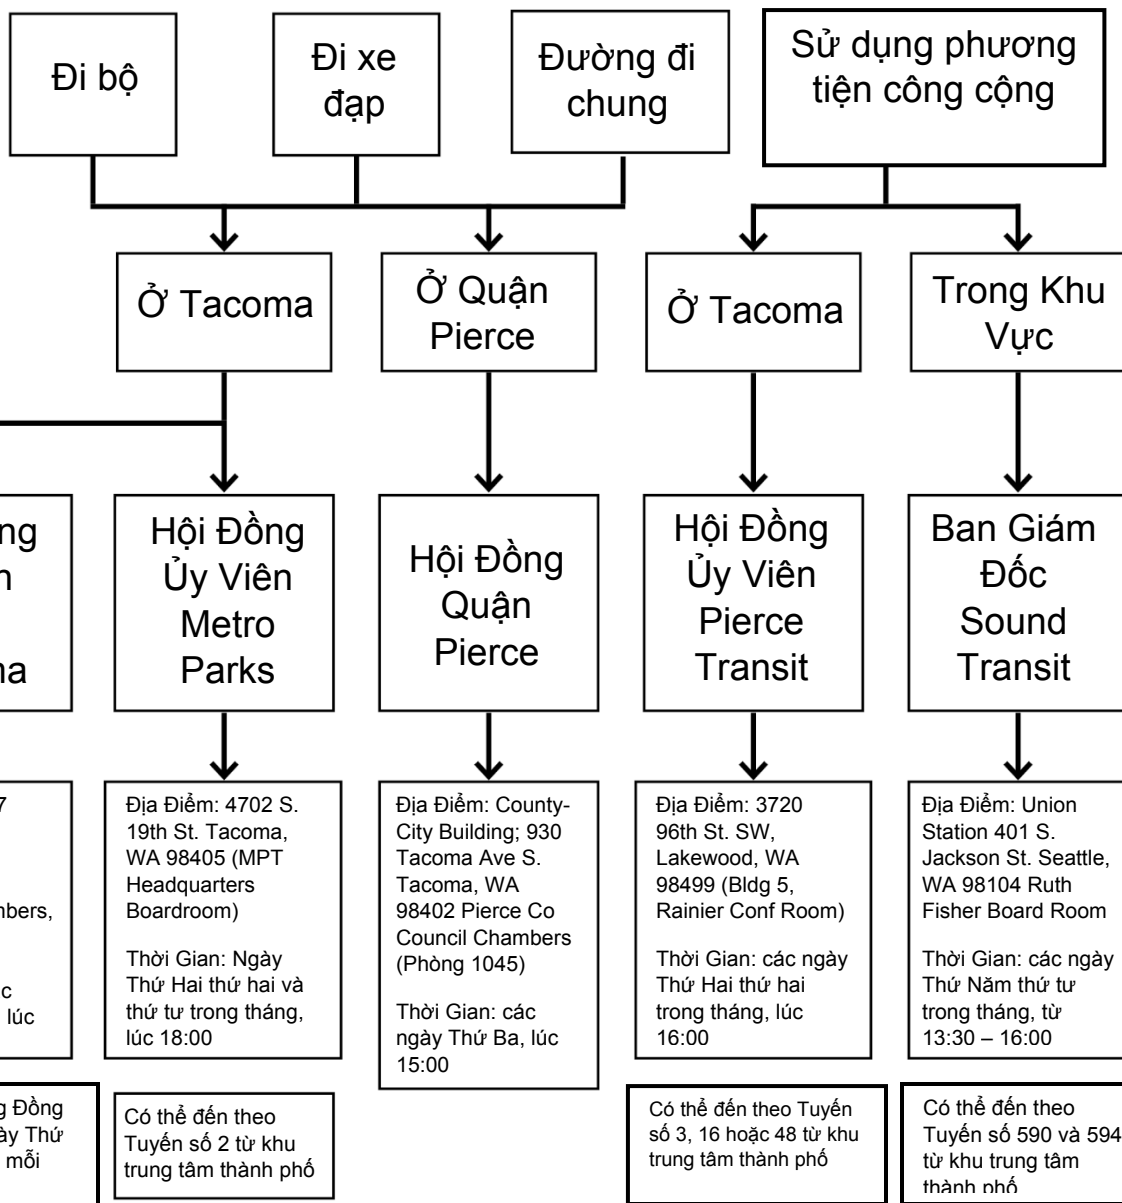 Đi bộ
Đi xe
đạp
Đường đi
chung
Sử dụng phương
tiện công cộng
Ở Tacoma
Ở Quận
Pierce
Ở Tacoma
Trong Khu
Vực
Hội Đồng
Ủy Viên
Metro
Parks
Hội Đồng
Quận
Pierce
Hội Đồng
Ủy Viên
Pierce
Transit
Ban Giám
Đốc
Sound
Transit
7
mbers,
c
lúc
Địa Điểm: 4702 S.
19th St. Tacoma,
WA 98405 (MPT
Headquarters
Boardroom)
Thời Gian: Ngày
Thứ Hai thứ hai và
thứ tư trong tháng,
lúc 18:00
Địa Điểm: County-
City Building; 930
Tacoma Ave S.
Tacoma, WA
98402 Pierce Co
Council Chambers
(Phòng 1045)
Thời Gian: các
ngày Thứ Ba, lúc
15:00
Địa Điểm: 3720
96th St. SW,
Lakewood, WA
98499 (Bldg 5,
Rainier Conf Room)
Thời Gian: các ngày
Thứ Hai thứ hai
trong tháng, lúc
16:00
Địa Điểm: Union
Station 401 S.
Jackson St. Seattle,
WA 98104 Ruth
Fisher Board Room
Thời Gian: các ngày
Thứ Năm thứ tư
trong tháng, từ
13:30 – 16:00
g Đồng
ày Thứ
mỗi
Có thể đến theo
Tuyến số 2 từ khu
trung tâm thành phố
Có thể đến theo Tuyến
số 3, 16 hoặc 48 từ khu
trung tâm thành phố
Có thể đến theo
Tuyến số 590 và 594
từ khu trung tâm
thành phố